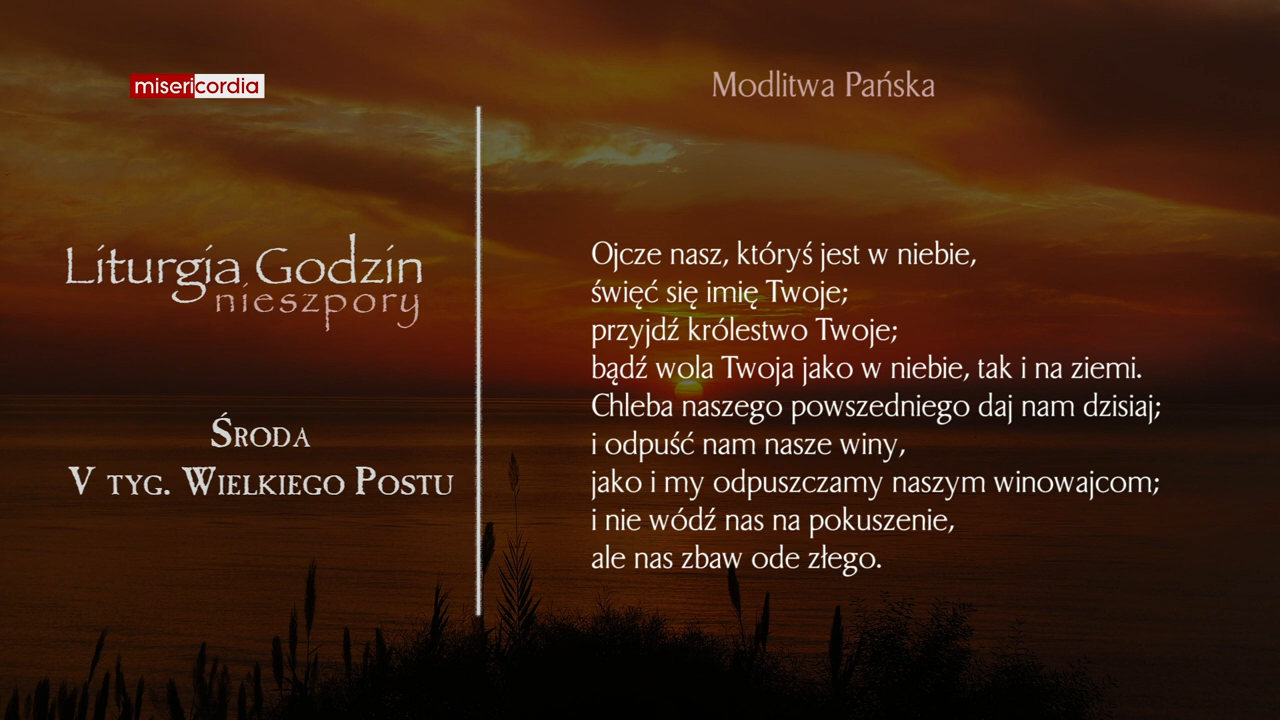 misericordia
Liturgia Godzin
nieszpory
Środa
V tyg. Wielkiego Postu
Modlitwa Pańska
Ojcze nasz, któryś jest w niebie,
święć się imię Twoje;
przyjdź królestwo Twoje;
bądź wola Twoja jako w niebie, tak i na ziemi.
Chleba naszego powszedniego daj nam dzisiaj;
i odpuść nam nasze winy,
jako i my odpuszczamy naszym winowajcom;
i nie wódź nas na pokuszenie,
ale nas zbaw ode złego.